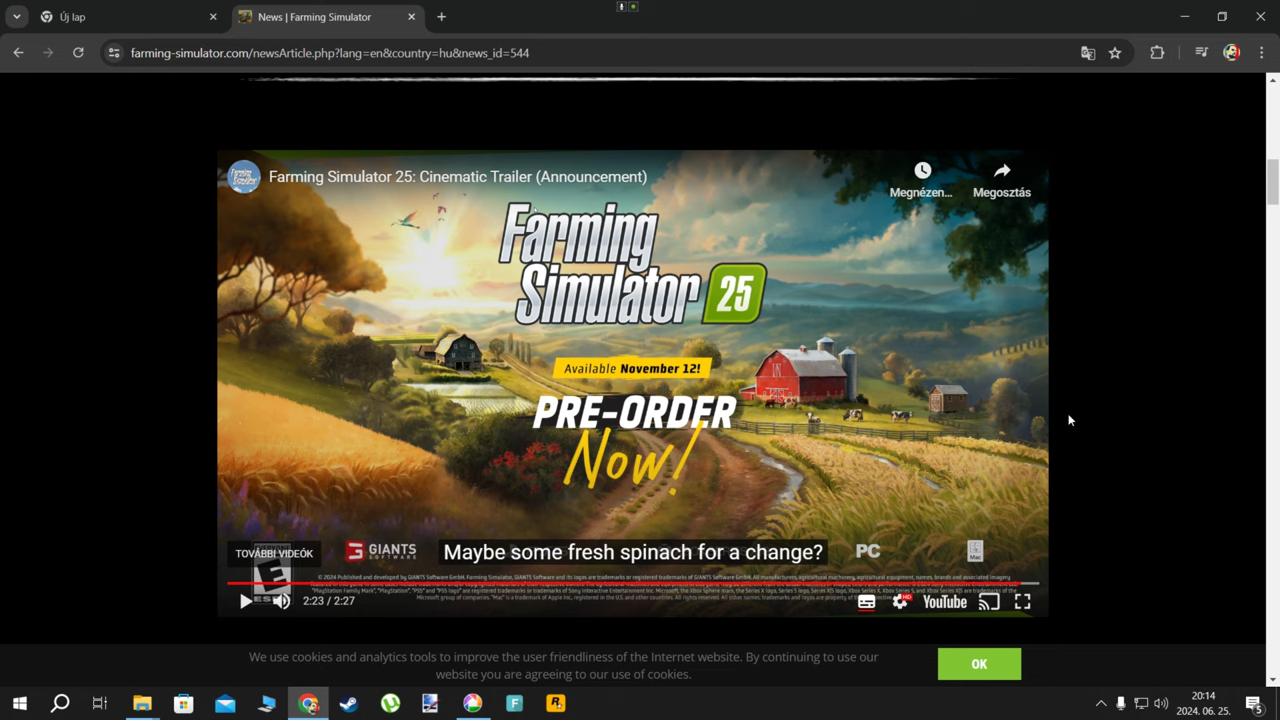 Új lap
News | Farming Simulator
farming-simulator.com/newsArticle.php?lang=en&country=hu&news_id=544
Farming Simulator 25: Cinematic Trailer (Announcement)
Megnézen...
Megosztás
Farming
Simulator 25
Available November 12!
PRE-ORDER
Now!
TOVÁBBI VIDEÓK
GIANTS
SOFTWARE
Maybe some fresh spinach for a change?
PC
Mac
2:23 / 2:27
HD
YouTube
We use cookies and analytics tools to improve the user friendliness of the Internet website. By continuing to use our
website you are agreeing to our use of cookies.
OK
20:14
2024. 06. 25.
5